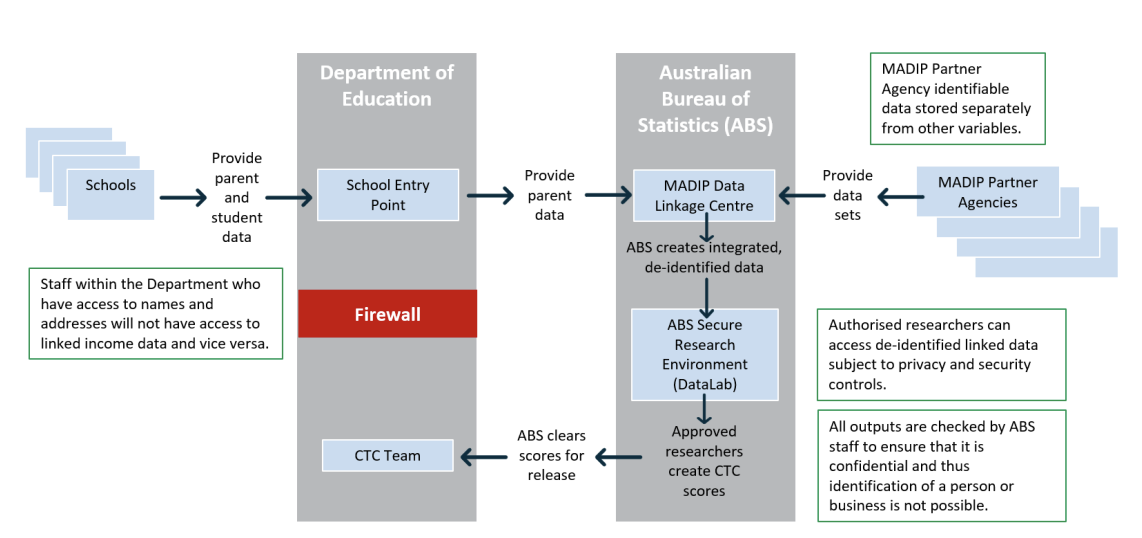 Department of
Education
Australian
Bureau of
Statistics (ABS)
MADIP Partner
Agency identifiable
data stored separately
from other variables.
Schools
Provide
parent
and
student
data
School Entry
Point
Provide
parent
data
MADIP Data
Linkage Centre
Provide
data
sets
MADIP Partner
Agencies
ABS creates integrated,
de-identified data
Staff within the Department who
have access to names and
addresses will not have access to
linked income data and vice versa.
Firewall
ABS Secure
Research
Environment
(DataLab)
Authorised researchers can
access de-identified linked data
subject to privacy and security
controls.
CTC Team
ABS clears
scores for
release
Approved
researchers
create CTC
scores
All outputs are checked by ABS
staff to ensure that it is
confidential and thus
identification of a person or
business is not possible.